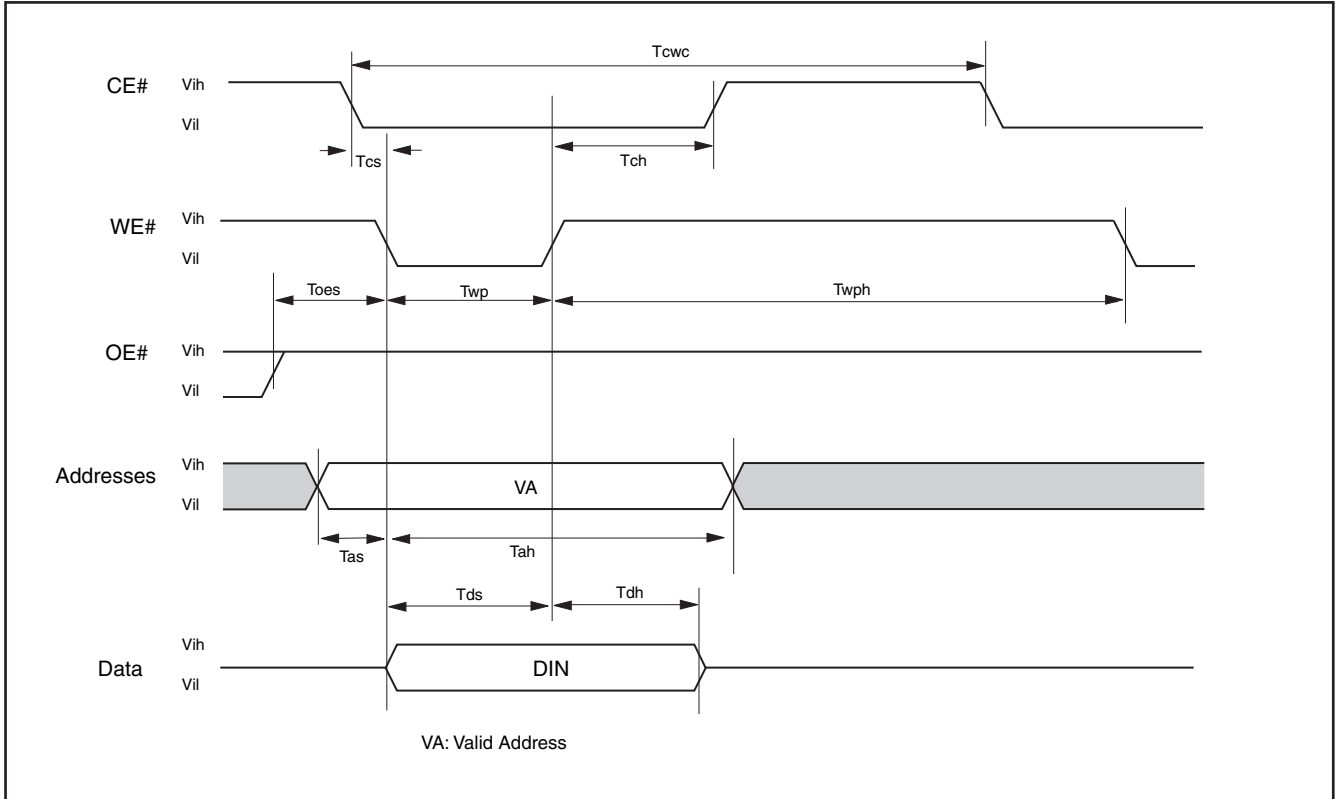 Tcwc
CE# Vih
Vil
Tcs Tch
WE# Vih
Vil
Toes Twp Twph
OE# Vih
Vil
Addresses Vih
VA
Vil
Tas Tah
Tds Tdh
Vih
Data DIN
Vil
VA: Valid Address